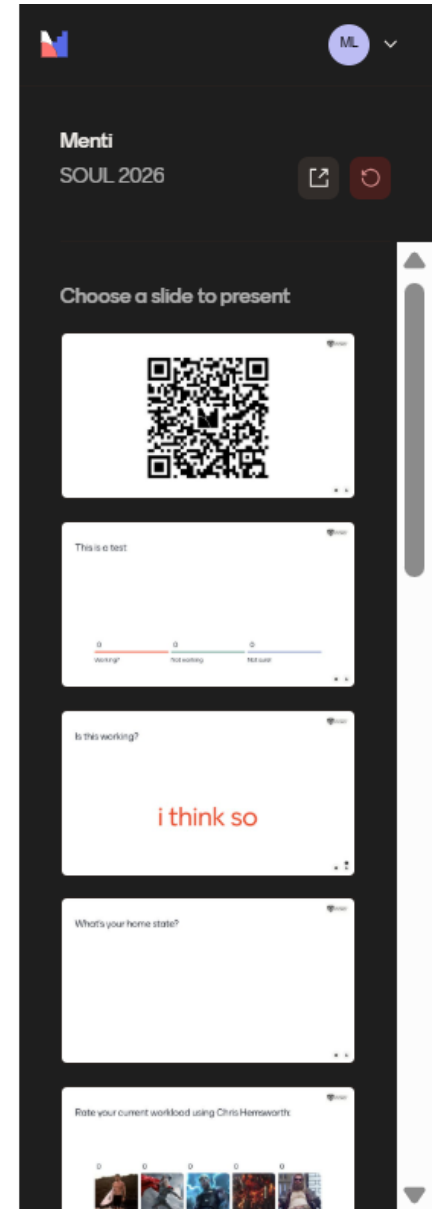 ML
Menti
SOUL 2026
Choose a slide to present
This is a test
0
0
0
Working?
Not working
Not sure!
Is this working?
i think so
What's your home state?
Rate your current workload using Chris Hemsworth:
0
0
0
0
0